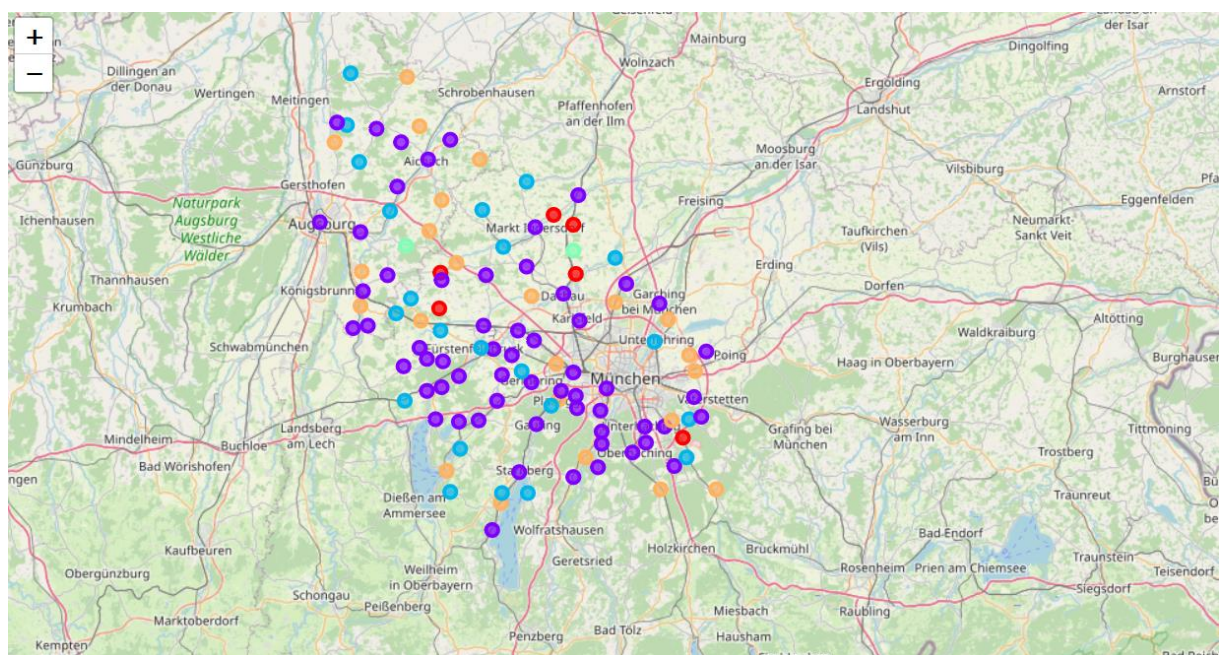 +
−
Mainburg
der Isar
Dingolfing
Dillingen an
der Donau
Wolnzach
Wertingen
Meitingen
Schrobenhausen
Ergolding
Landshut
Arnstorf
Pfaffenhofen
an der Ilm
Moosburg
an der Isar
Günzburg
Vilsbiburg
Gersthofen
Eggenfelden
Naturpark
Augsburg
Westliche
Wälder
Freising
Ichenhausen
Neumarkt-
Sankt Veit
Taufkirchen
(Vils)
Markt
Thannhausen
Erding
Dorfen
Krumbach
Garching
bei München
Altötting
Waldkraiburg
Burghausen
Schwabmünchen
Poing
Haag in Oberbayern
München
Landsberg
am Lech
Wasserburg
am Inn
Grafing bei
München
Tittmoning
Mindelheim
Buchloe
Trostberg
Bad Wörishofen
Dießen am
Ammersee
Traunreut
Wolfratshausen
Bad Endorf
Kaufbeuren
Holzkirchen
Bruckmühl
Geretsried
Traunstein
Rosenheim
Prien am Chiemsee
Teisendorf
Obergünzburg
Weilheim
in Oberbayern
Siegsdorf
Schongau
Peißenberg
Miesbach
Raubling
Marktoberdorf
Penzberg
Bad Tölz
Hausham
Kempten